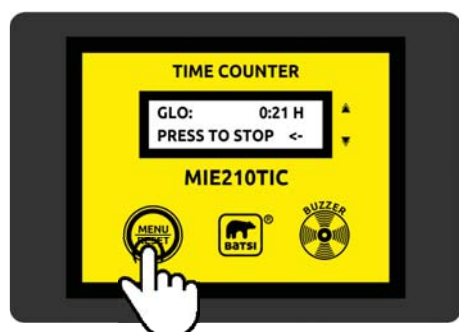 TIME COUNTER
GLO: 0:21 H
PRESS TO STOP <-
MIE210TIC
MENU
RESET
BATSI ®
BUZZER